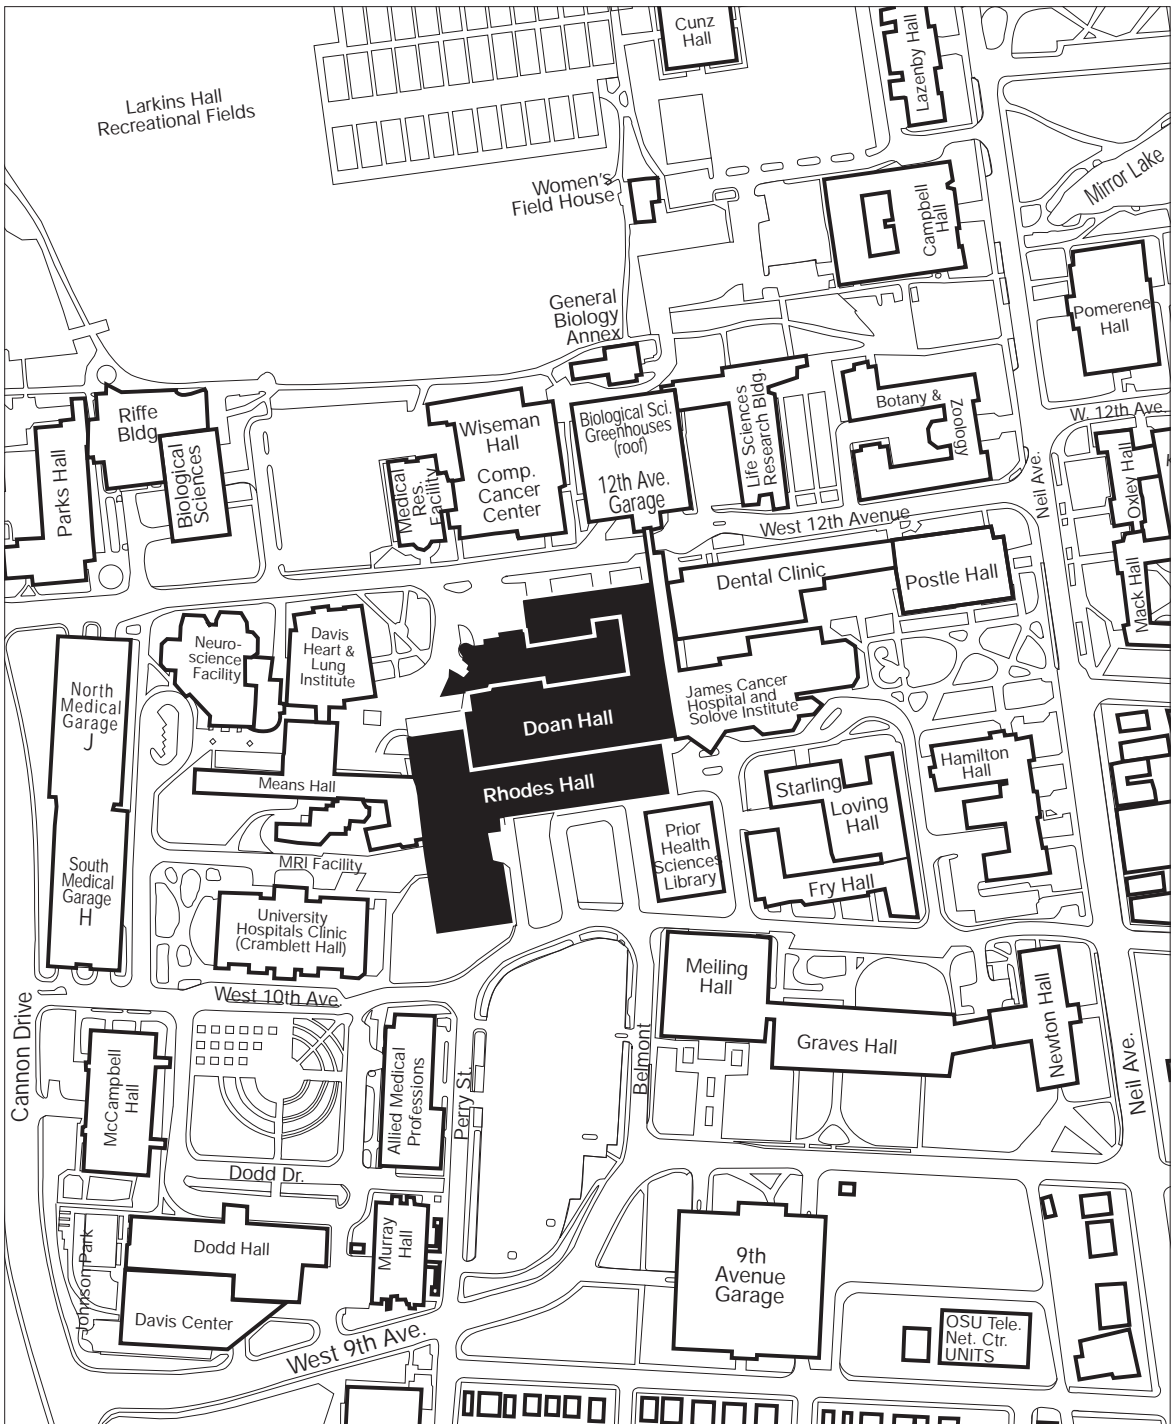 Cunz
Hall
Lazenby Hall
Larkins Hall
Recreational Fields
Mirror Lake
Women's
Field House
Campbell
Hall
General
Biology
Annex
Pomerene
Hall
Riffe
Bldg.
Biological
Sciences
Parks Hall
Wiseman
Hall
Comp.
Cancer
Center
Medical
Res.
Facility
Biological Sci.
Greenhouses
(roof)
12th Ave.
Garage
Life Sciences
Research Bldg.
Botany &
Zoology
W. 12th Ave.
Oxley Hall
Neil Ave.
West 12th Avenue
Mack Hall
Dental Clinic
Postle Hall
Neuro-
science
Facility
Davis
Heart &
Lung
Institute
North
Medical
Garage
J
James Cancer
Hospital and
Solove Institute
Doan Hall
Rhodes Hall
Means Hall
Hamilton
Hall
Starling
Loving
Hall
Fry Hall
Prior
Health
Sciences
Library
MRI Facility
South
Medical
Garage
H
University
Hospitals Clinic
(Cramblett Hall)
West 10th Ave
Cannon Drive
Meiling
Hall
Graves Hall
Newton Hall
Neil Ave.
Belmont
McCampbell
Hall
Allied Medical
Professions
Perry St.
Dodd Dr.
Dodd Hall
Murray
Hall
Johnson Park
Davis Center
9th
Avenue
Garage
West 9th Ave.
OSU Tele.
Net. Ctr.
UNITS